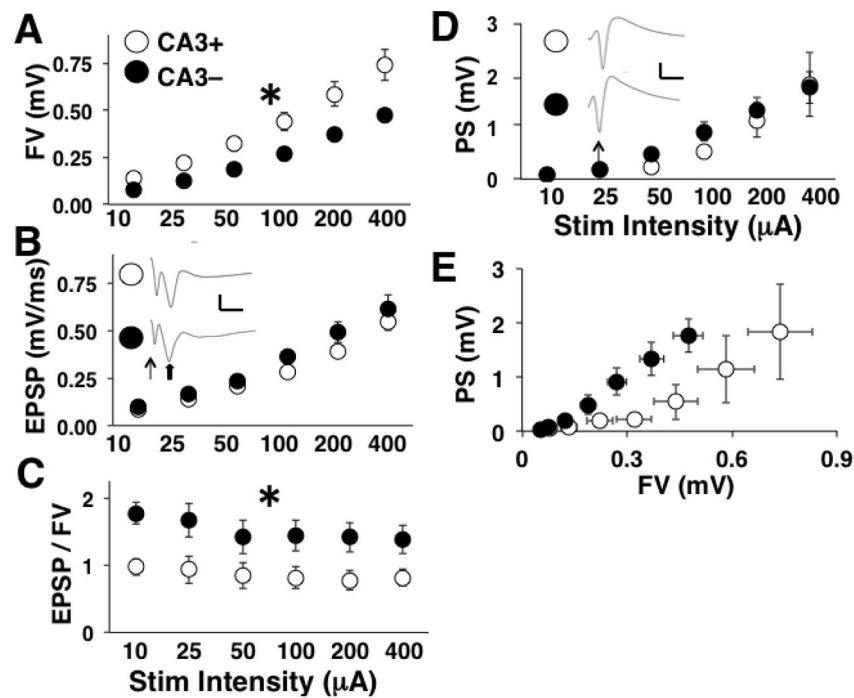 A
CA3+
CA3–
*
FV (mV)
0.75
0.50
0.25
0.00
10 25 50 100 200 400
B
EPSP (mV/ms)
0.75
0.50
0.25
0.00
10 25 50 100 200 400
C
*
EPSP / FV
2
1
0
10 25 50 100 200 400
Stim Intensity (μA)
D
PS (mV)
3
2
1
0
10 25 50 100 200 400
Stim Intensity (μA)
E
PS (mV)
3
2
1
0
0 0.3 0.6 0.9
FV (mV)